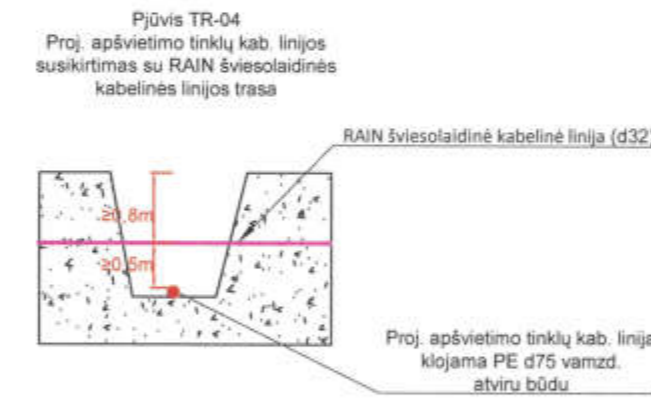 Pjūvis TR-04
Proj. apšvietimo tinklų kab. linijos
susikirtimas su RAIN šviesolaidinės
kabelinės linijos trasa
RAIN šviesolaidinė kabelinė linija (d32)
≥0,8m
≥0,5m
Proj. apšvietimo tinklų kab. linija
klojama PE d75 vamzd.
atviru būdu